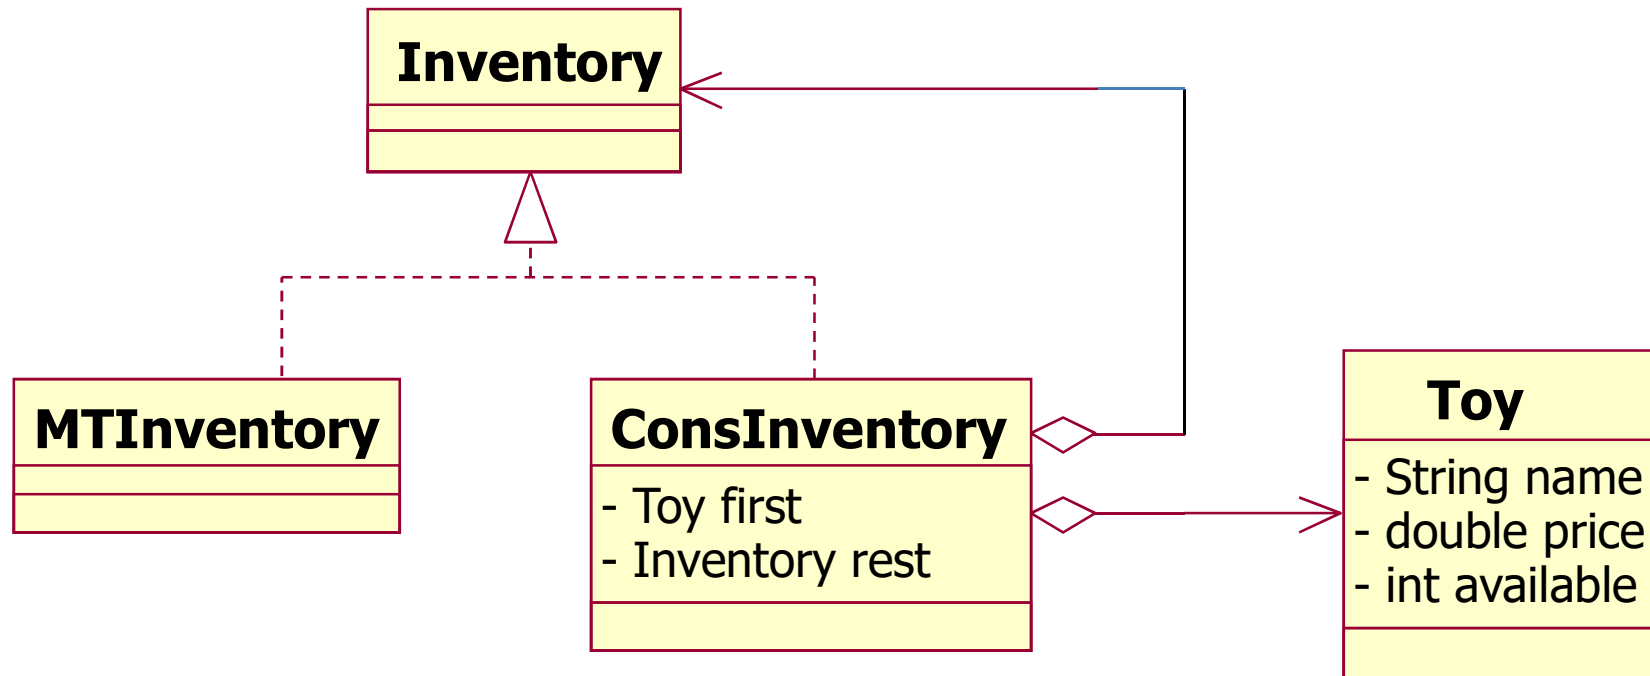 Inventory
MTInventory
ConsInventory
- Toy first
- Inventory rest
Toy
- String name
- double price
- int available